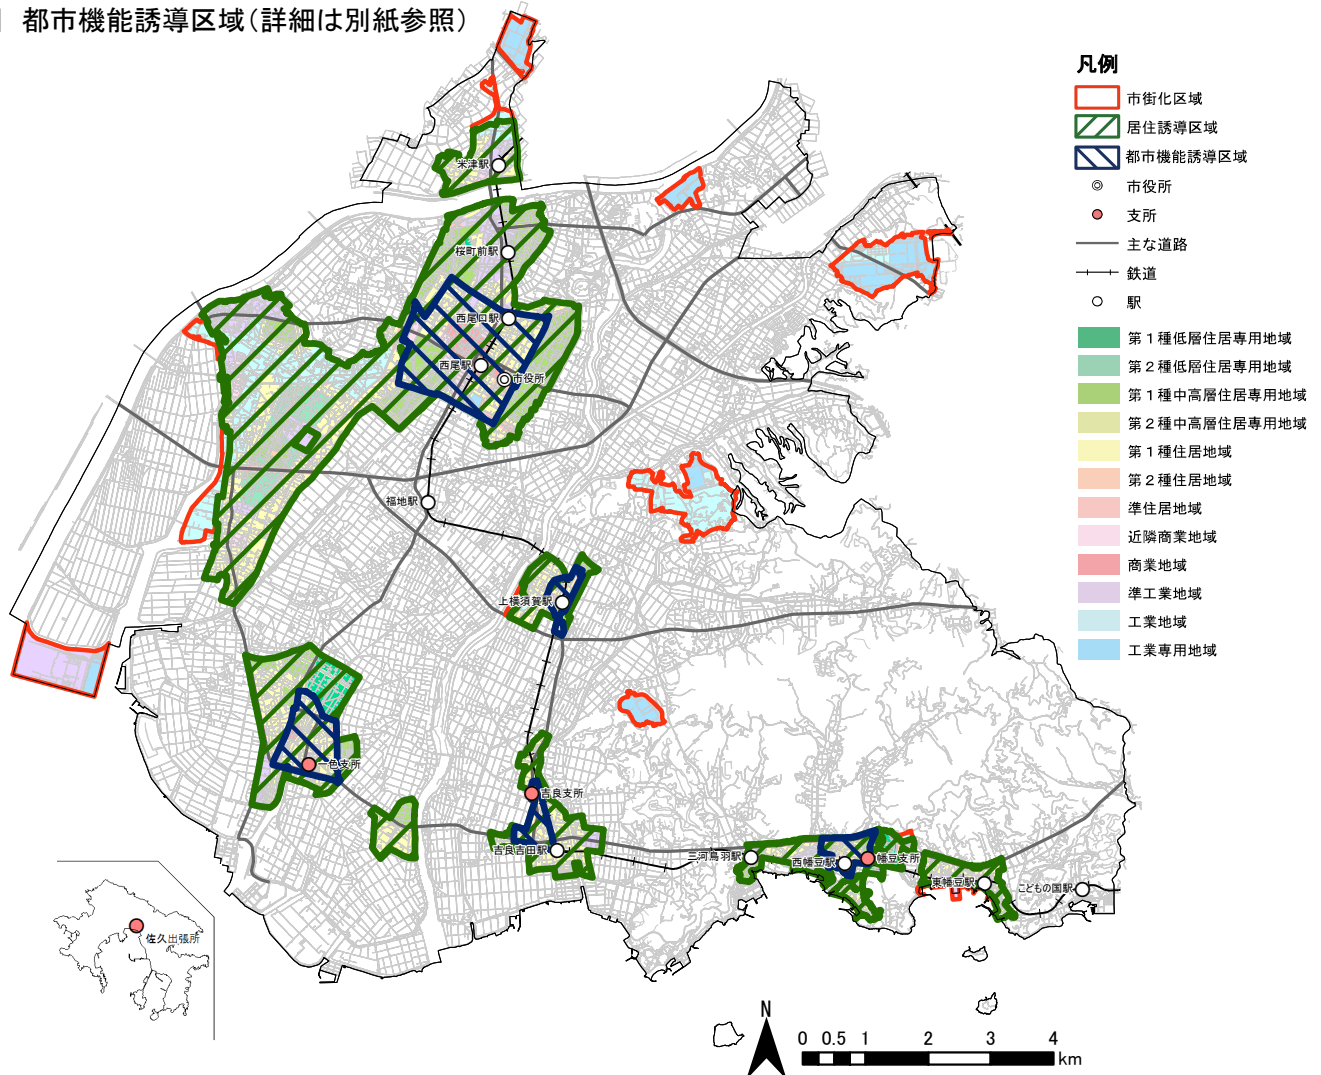 都市機能誘導区域（詳細は別紙参照）
凡例
市街化区域
居住誘導区域
都市機能誘導区域
市役所
支所
主な道路
鉄道
駅
第１種低層住居専用地域
第２種低層住居専用地域
第１種中高層住居専用地域
第２種中高層住居専用地域
第１種住居地域
第２種住居地域
準住居地域
近隣商業地域
商業地域
準工業地域
工業地域
工業専用地域
米津駅
桜町前駅
西尾口駅
西尾駅
市役所
福地駅
上横須賀駅
一色支所
吉良支所
吉良吉田駅
三河鳥羽駅
西幡豆駅
幡豆支所
東幡豆駅
こどもの国駅
佐久出張所
N
0 0.5 1 2 3 4
km